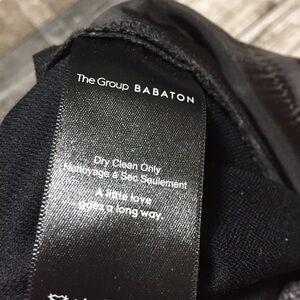 The Group BABATON
Dry Clean Only
Nettoyage à Sec Seulement
A little love
goes a long way.